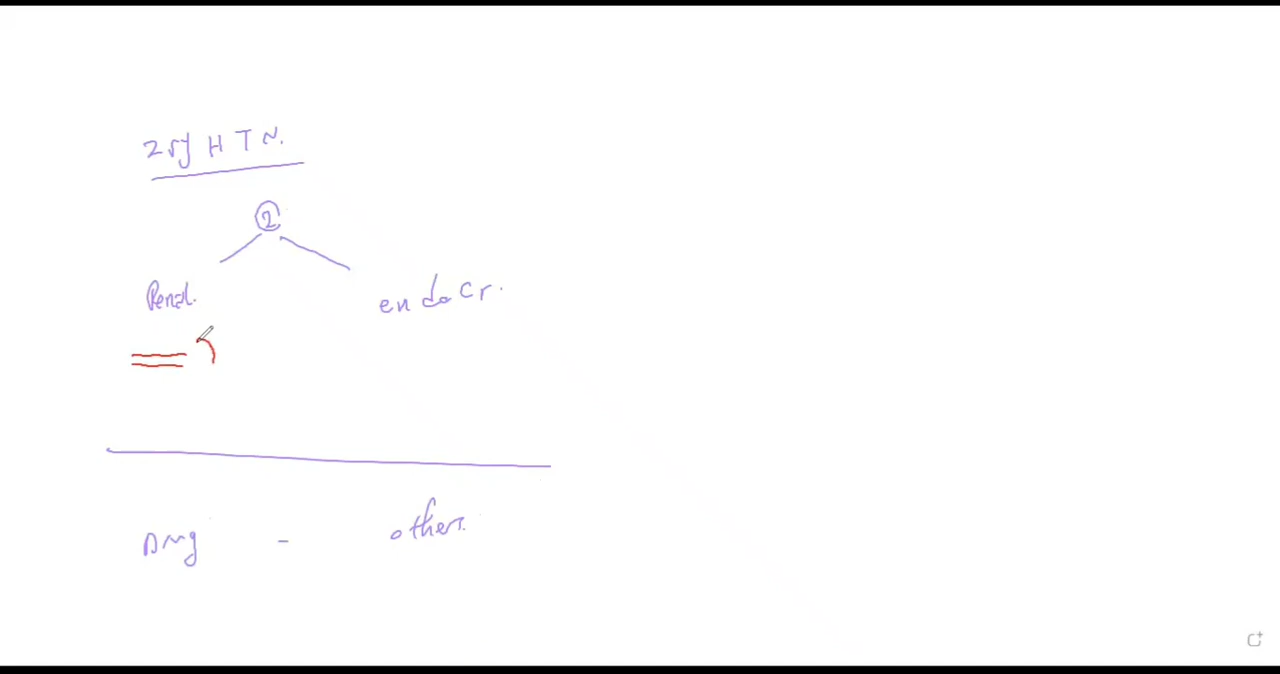 2ry HTN.
2
Renal. endocr.
Drug - others.